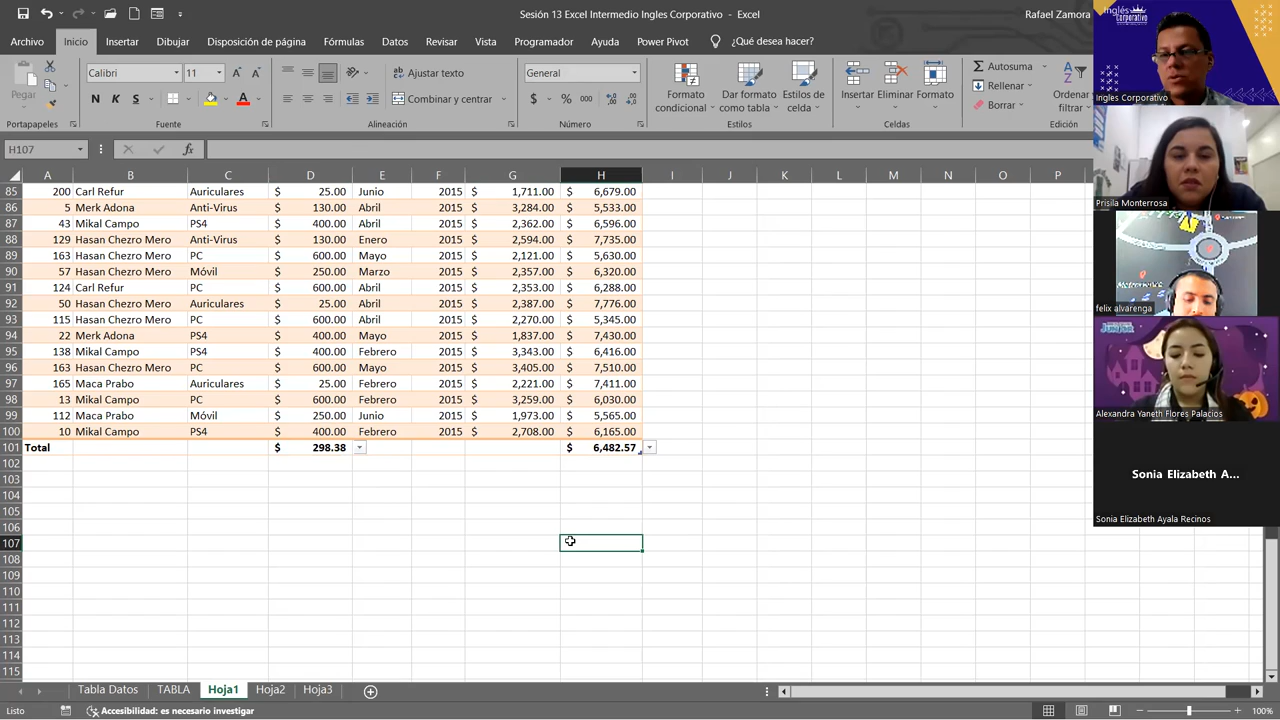 Sesión 13 Excel Intermedio Ingles Corporativo - Excel
Rafael Zamora
Archivo Inicio Insertar Dibujar Disposición de página Fórmulas Datos Revisar Vista Programador Ayuda Power Pivot ¿Qué desea hacer?
Pegar
Calibri 11
N K S
Ajustar texto
Combinar y centrar
General
$ % 000
Formato condicional
Dar formato como tabla
Estilos de celda
Insertar Eliminar Formato
Autosuma
Rellenar
Borrar
Ordenar filtrar
Portapapeles Fuente Alineación Número Estilos Celdas Edición
H107 fx
A B C D E F G H I J K L M N O P
85 200 Carl Refur Auriculares $ 25.00 Junio 2015 $ 1,711.00 $ 6,679.00
86 5 Merk Adona Anti-Virus $ 130.00 Abril 2015 $ 3,284.00 $ 5,533.00
87 43 Mikal Campo PS4 $ 400.00 Abril 2015 $ 2,362.00 $ 6,596.00
88 129 Hasan Chezro Mero Anti-Virus $ 130.00 Enero 2015 $ 2,594.00 $ 7,735.00
89 163 Hasan Chezro Mero PC $ 600.00 Mayo 2015 $ 2,121.00 $ 5,630.00
90 57 Hasan Chezro Mero Móvil $ 250.00 Marzo 2015 $ 2,357.00 $ 6,320.00
91 124 Carl Refur PC $ 600.00 Abril 2015 $ 2,353.00 $ 6,288.00
92 50 Hasan Chezro Mero Auriculares $ 25.00 Abril 2015 $ 2,387.00 $ 7,776.00
93 115 Hasan Chezro Mero PC $ 600.00 Abril 2015 $ 2,270.00 $ 5,345.00
94 22 Merk Adona PS4 $ 400.00 Mayo 2015 $ 1,837.00 $ 7,430.00
95 138 Mikal Campo PS4 $ 400.00 Febrero 2015 $ 3,343.00 $ 6,416.00
96 163 Hasan Chezro Mero PC $ 600.00 Mayo 2015 $ 3,405.00 $ 7,510.00
97 165 Maca Prabo Auriculares $ 25.00 Febrero 2015 $ 2,221.00 $ 7,411.00
98 13 Mikal Campo PC $ 600.00 Febrero 2015 $ 3,259.00 $ 6,030.00
99 112 Maca Prabo Móvil $ 250.00 Junio 2015 $ 1,973.00 $ 5,565.00
100 10 Mikal Campo PS4 $ 400.00 Febrero 2015 $ 2,708.00 $ 6,165.00
101 Total $ 298.38 $ 6,482.57
102
103
104
105
106
107
108
109
110
111
112
113
114
115
Tabla Datos TABLA Hoja1 Hoja2 Hoja3
Listo Accesibilidad: es necesario investigar 100%
Inglés Corporativo
Ingles Corporativo
Prisila Monterrosa
felix alvarenga
Alexandra Yaneth Flores Palacios
Sonia Elizabeth A...
Sonia Elizabeth Ayala Recinos